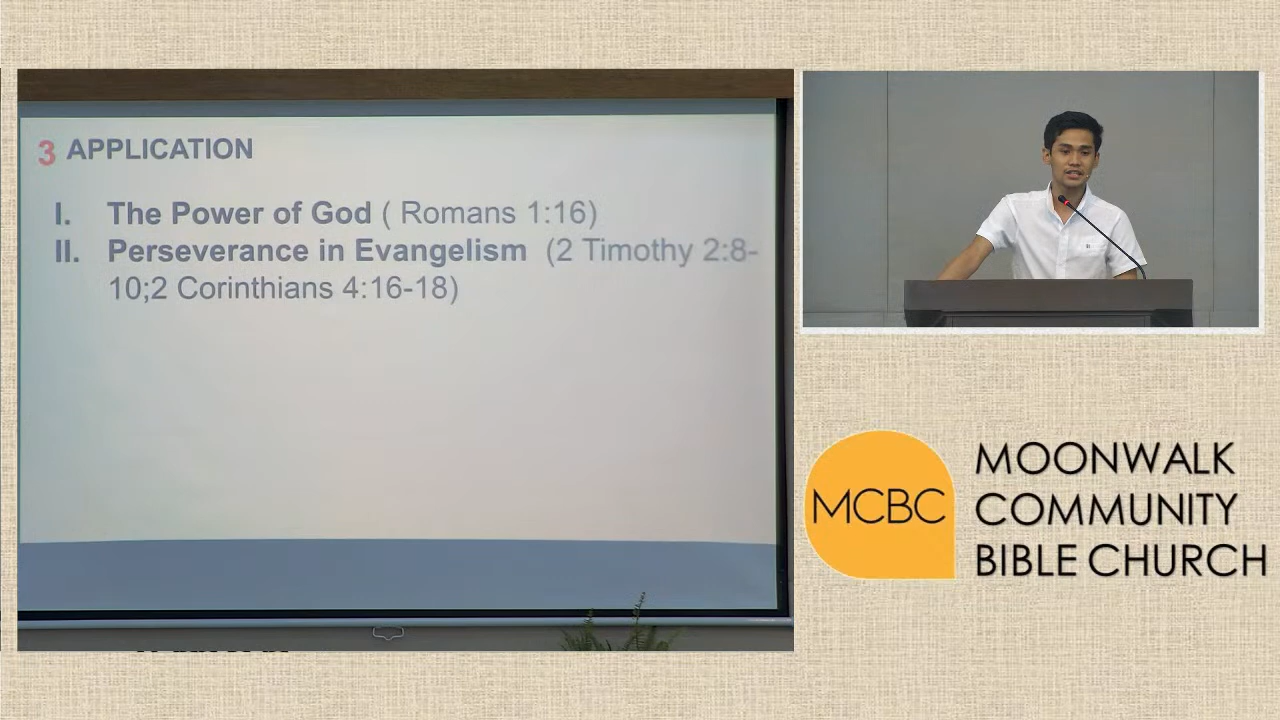 3 APPLICATION
I. The Power of God ( Romans 1:16)
II. Perseverance in Evangelism (2 Timothy 2:8-
10;2 Corinthians 4:16-18)
MCBC
MOONWALK
COMMUNITY
BIBLE CHURCH